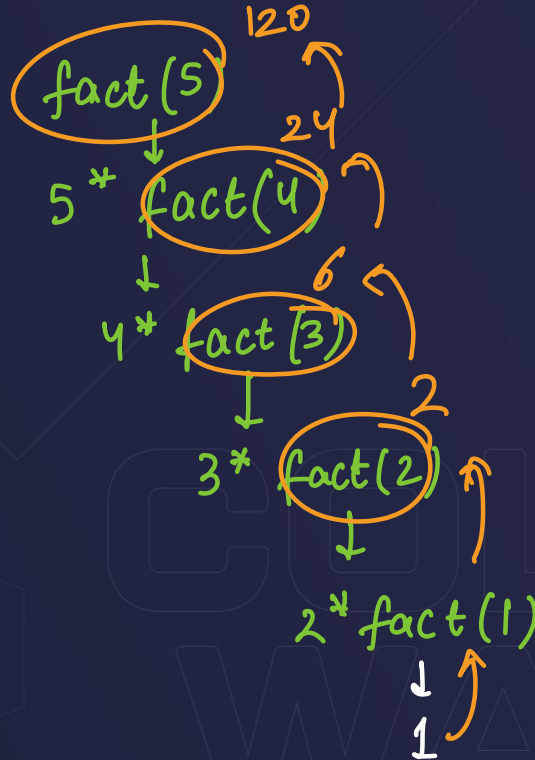 120
fact(5)
24
5* fact(4)
6
4* fact(3)
2
3* fact(2)
2* fact(1)
1